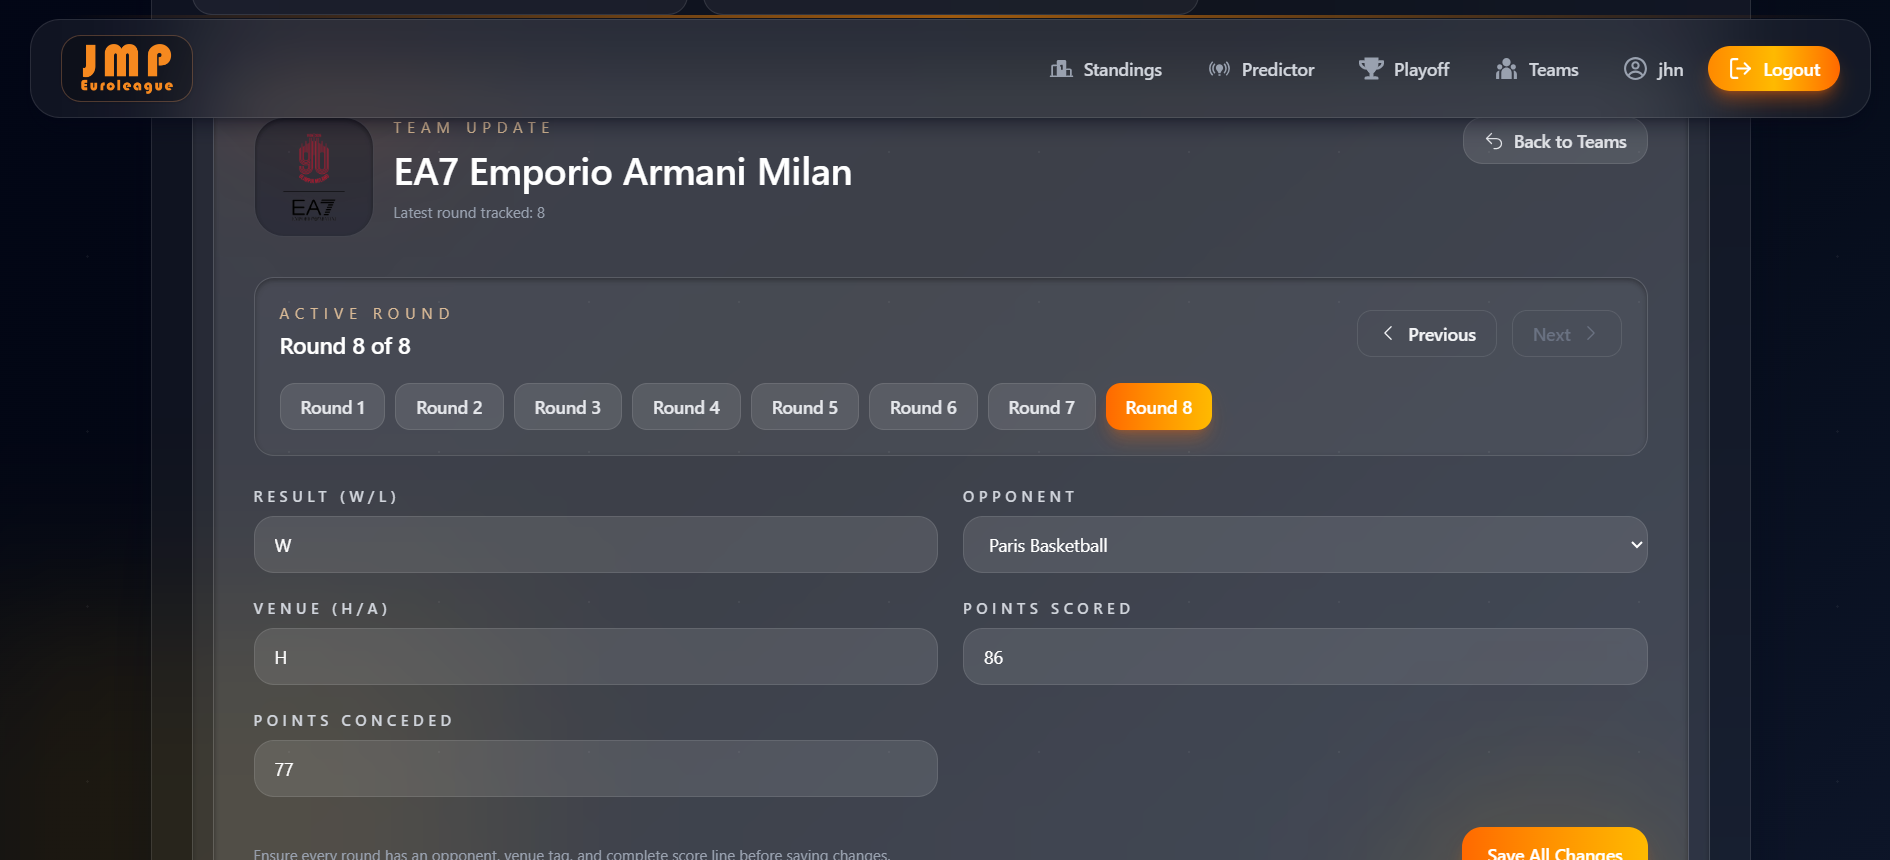 JMP
Euroleague
Standings
Predictor
Playoff
Teams
jhn
Logout
TEAM UPDATE
EA7 Emporio Armani Milan
Latest round tracked: 8
Back to Teams
90
EA7
ACTIVE ROUND
Round 8 of 8
Previous
Next
Round 1
Round 2
Round 3
Round 4
Round 5
Round 6
Round 7
Round 8
RESULT (W/L)
OPPONENT
W
Paris Basketball
VENUE (H/A)
POINTS SCORED
H
86
POINTS CONCEDED
77
Ensure every round has an opponent, venue tag, and complete score line before saving changes.
Save All Changes